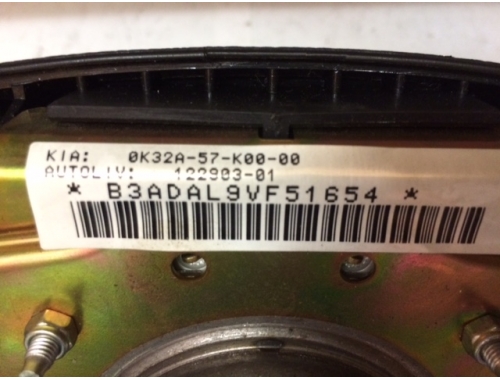 KIA: 0K32A-57-K00-00
AUTOLIV: 122903-01
* B3ADAL9VF51654 *